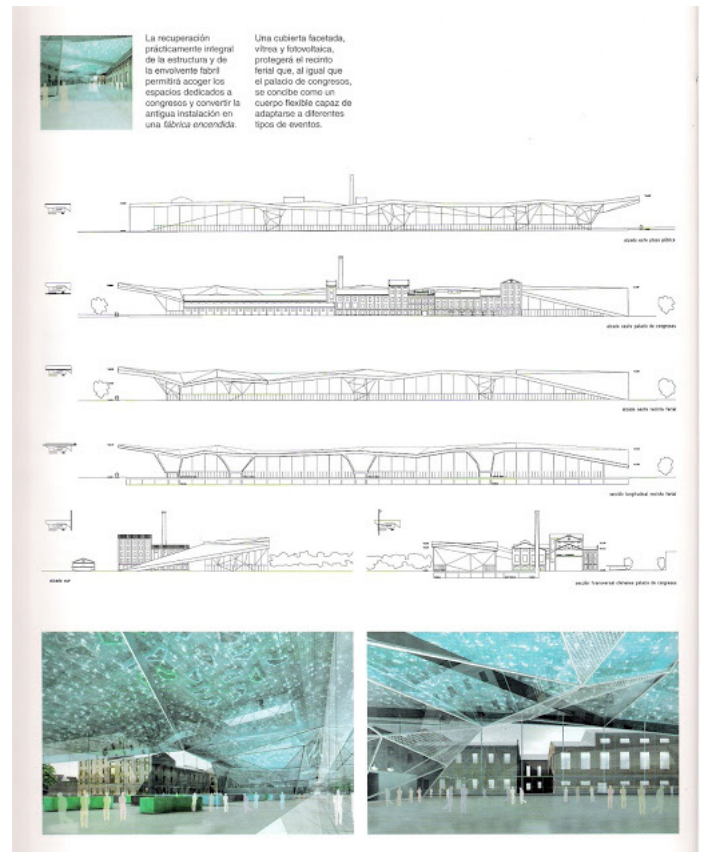 La recuperación
prácticamente integral
de la estructura y de
la envolvente fabril
permitirá acoger los
espacios dedicados a
congresos y convertir la
antigua instalación en
una fábrica encendida.
Una cubierta facetada,
vítrea y fotovoltaica,
protegerá el recinto
ferial que, al igual que
el palacio de congresos,
se concibe como un
cuerpo flexible capaz de
adaptarse a diferentes
tipos de eventos.
alzado este plaza pública
alzado oeste palacio de congresos
alzado oeste recinto ferial
sección longitudinal recinto ferial
alzado sur
sección transversal chimenea palacio de congresos